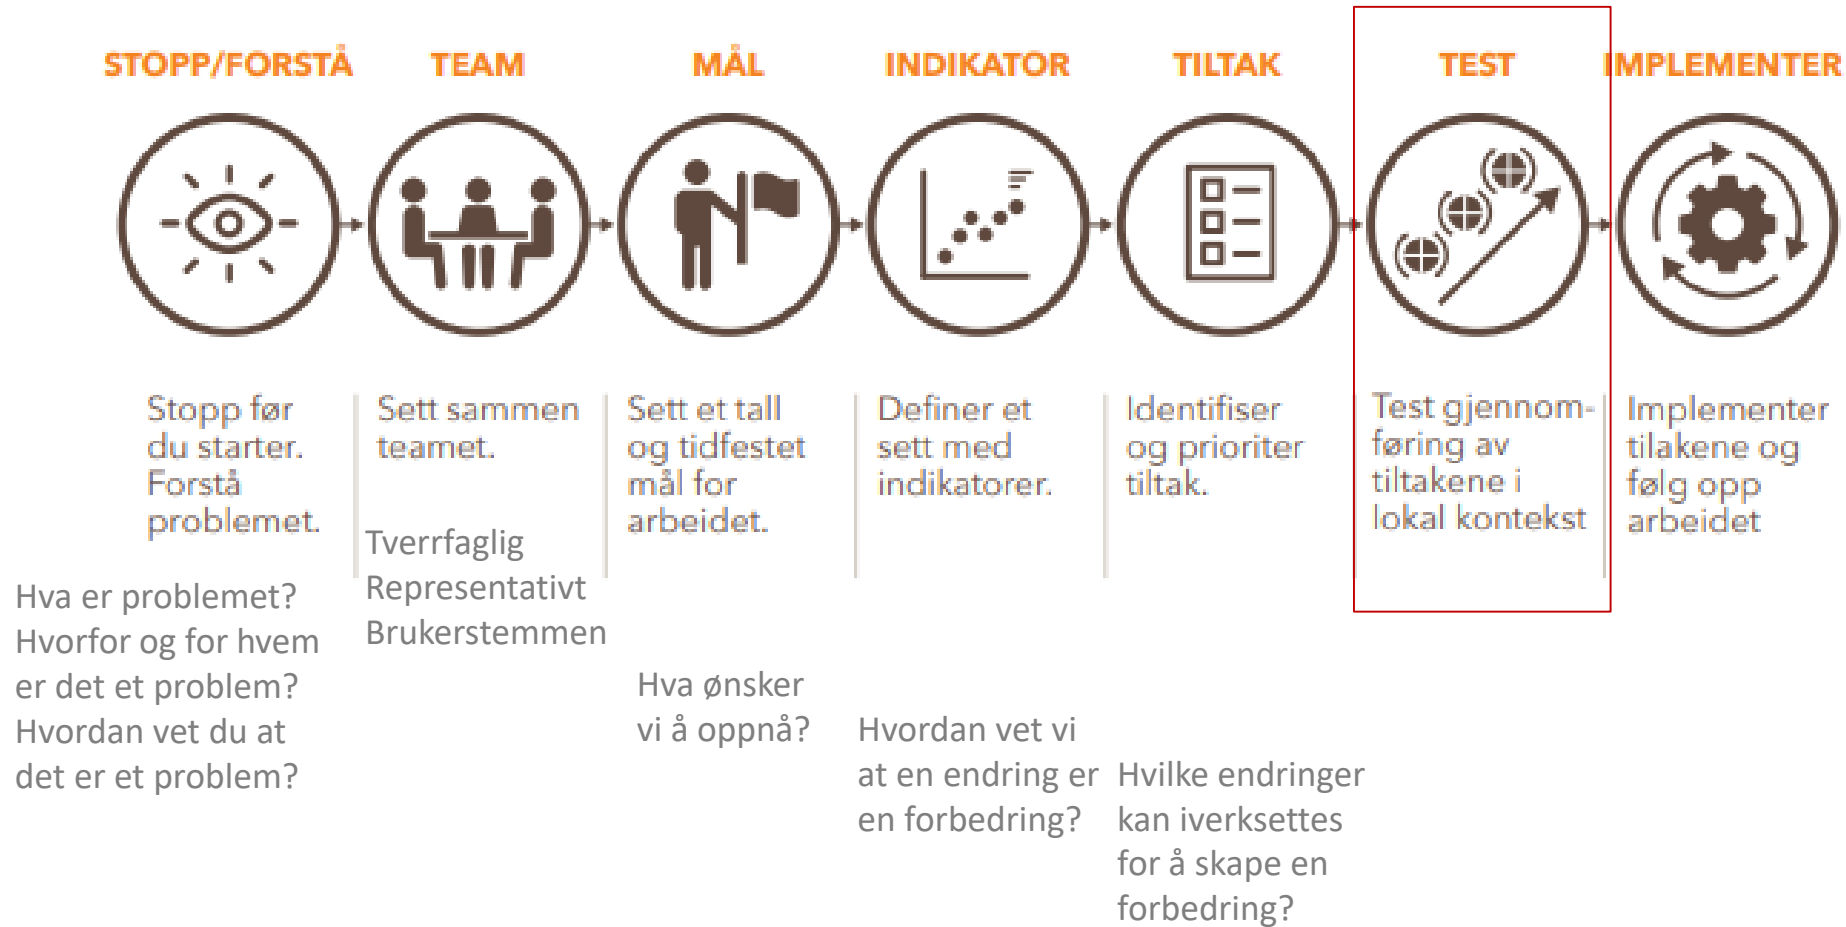 STOPP/FORSTÅ
TEAM
MÅL
INDIKATOR
TILTAK
TEST
IMPLEMENTER
Stopp før
du starter.
Forstå
problemet.
Sett sammen
teamet.
Sett et tall
og tidfestet
mål for
arbeidet.
Definer et
sett med
indikatorer.
Identifiser
og prioriter
tiltak.
Test gjennom-
føring av
tiltakene i
lokal kontekst
Implementer
tilakene og
følg opp
arbeidet
Hva er problemet?
Hvorfor og for hvem
er det et problem?
Hvordan vet du at
det er et problem?
Tverrfaglig
Representativt
Brukerstemmen
Hva ønsker
vi å oppnå?
Hvordan vet vi
at en endring er
en forbedring?
Hvilke endringer
kan iverksettes
for å skape en
forbedring?